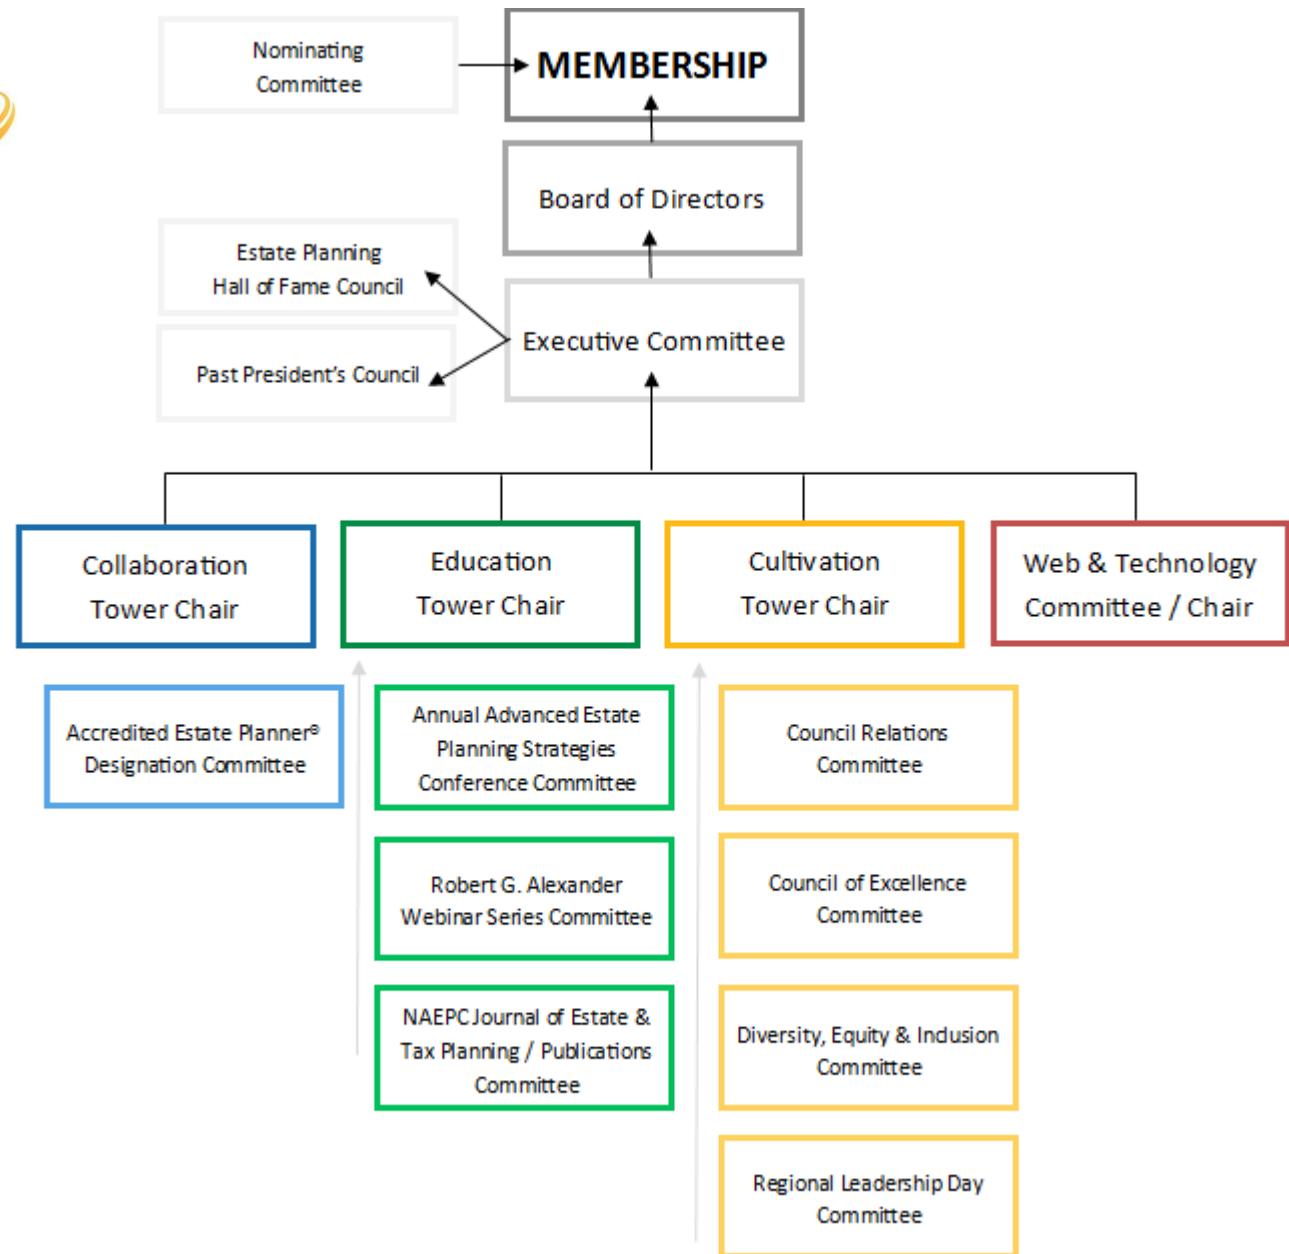 Nominating
Committee
MEMBERSHIP
Board of Directors
Estate Planning
Hall of Fame Council
Past President’s Council
Executive Committee
Collaboration
Tower Chair
Education
Tower Chair
Cultivation
Tower Chair
Web & Technology
Committee / Chair
Accredited Estate Planner®
Designation Committee
Annual Advanced Estate
Planning Strategies
Conference Committee
Robert G. Alexander
Webinar Series Committee
NAEPC Journal of Estate &
Tax Planning / Publications
Committee
Council Relations
Committee
Council of Excellence
Committee
Diversity, Equity & Inclusion
Committee
Regional Leadership Day
Committee